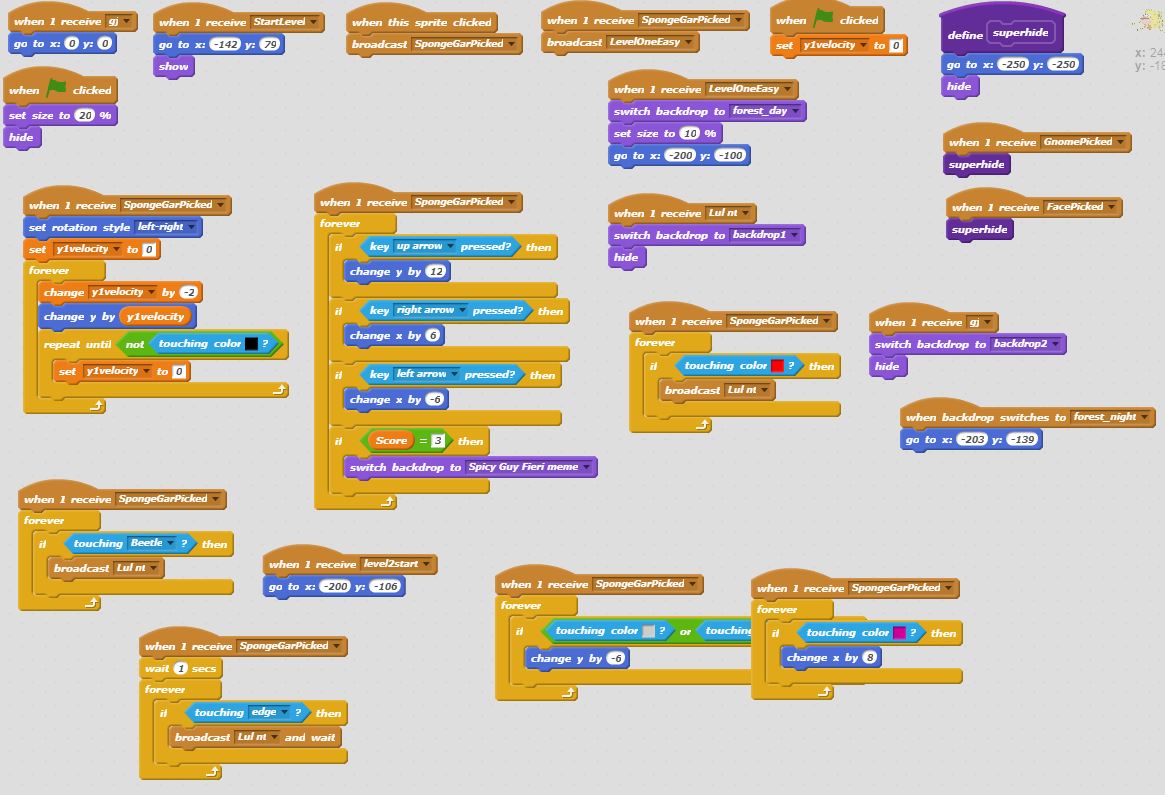 when I receive gj
go to x: 0 y: 0
when I receive StartLevel
go to x: -142 y: 79
show
when this sprite clicked
broadcast SpongeGarPicked
when I receive SpongeGarPicked
broadcast LevelOneEasy
when clicked
set y1velocity to 0
define superhide
go to x: -250 y: -250
hide
when clicked
set size to 20 %
hide
when I receive LevelOneEasy
switch backdrop to forest_day
set size to 10 %
go to x: -200 y: -100
when I receive GnomePicked
superhide
when I receive SpongeGarPicked
set rotation style left-right
set y1velocity to 0
forever
change y1velocity by -2
change y by y1velocity
repeat until not touching color ?
set y1velocity to 0
when I receive SpongeGarPicked
forever
if key up arrow pressed? then
change y by 12
if key right arrow pressed? then
change x by 6
if key left arrow pressed? then
change x by -6
if Score = 3 then
switch backdrop to Spicy Guy Fieri meme
when I receive Lul nt
switch backdrop to backdrop1
hide
when I receive FacePicked
superhide
when I receive SpongeGarPicked
forever
if touching color ? then
broadcast Lul nt
when I receive gj
switch backdrop to backdrop2
hide
when backdrop switches to forest_night
go to x: -203 y: -139
when I receive SpongeGarPicked
forever
if touching Beetle ? then
broadcast Lul nt
when I receive level2start
go to x: -200 y: -106
when I receive SpongeGarPicked
forever
if touching color ? or touching
change y by -6
when I receive SpongeGarPicked
forever
if touching color ? then
change x by 8
when I receive SpongeGarPicked
wait 1 secs
forever
if touching edge ? then
broadcast Lul nt and wait